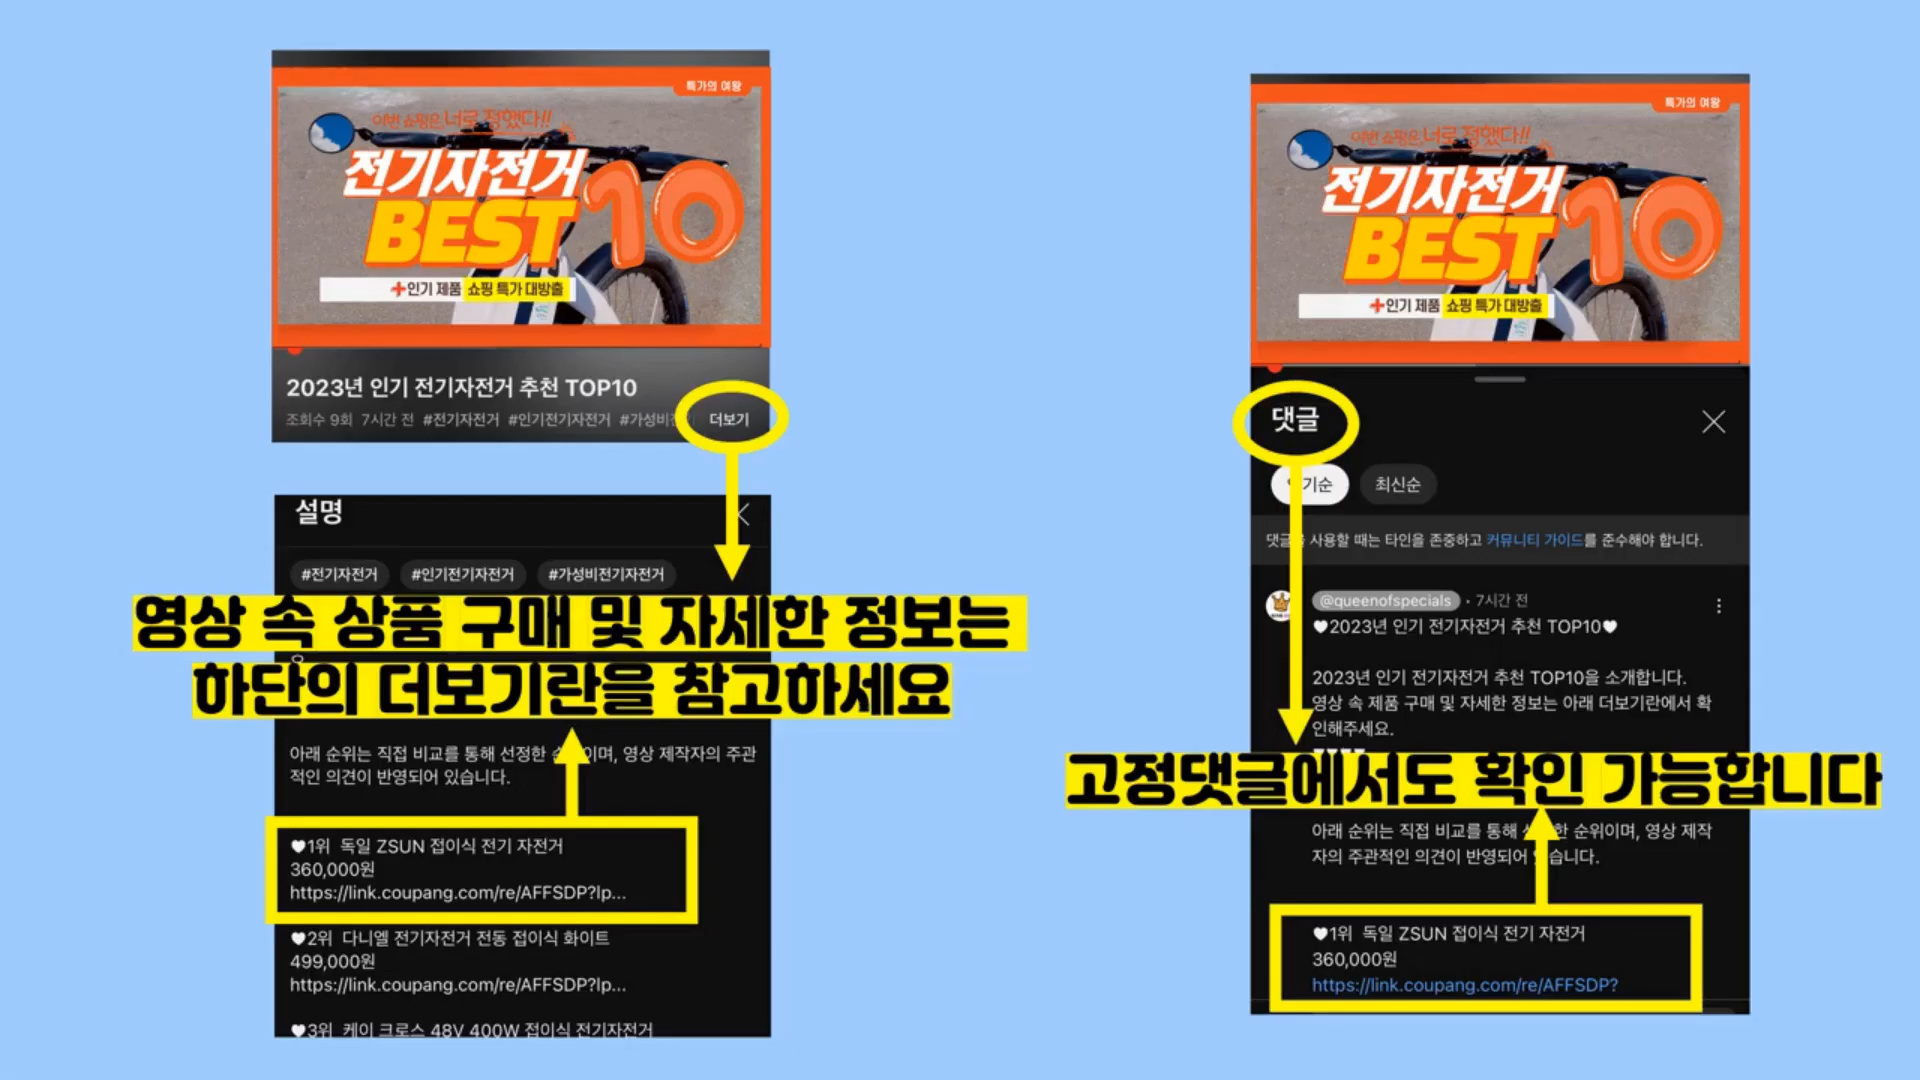 특가의 여왕
이번 쇼핑은 너로 정했다!!
전기자전거
BEST 10
+인기 제품 쇼핑 특가 대방출
2023년 인기 전기자전거 추천 TOP10
조회수 9회 7시간 전 #전기자전거 #인기전기자전거 #가성비전
더보기
설명
#전기자전거 #인기전기자전거 #가성비전기자전거
영상 속 상품 구매 및 자세한 정보는
하단의 더보기란을 참고하세요
아래 순위는 직접 비교를 통해 선정한 순위이며, 영상 제작자의 주관
적인 의견이 반영되어 있습니다.
♥1위 독일 ZSUN 접이식 전기 자전거
360,000원
https://link.coupang.com/re/AFFSDP?lp...
♥2위 다니엘 전기자전거 전동 접이식 화이트
499,000원
https://link.coupang.com/re/AFFSDP?lp...
♥3위 케이 크로스 48V 400W 접이식 전기자전거
특가의 여왕
이번 쇼핑은 너로 정했다!!
전기자전거
BEST 10
+인기 제품 쇼핑 특가 대방출
댓글
인기순 최신순
댓글을 사용할 때는 타인을 존중하고 커뮤니티 가이드를 준수해야 합니다.
@queenofspecials · 7시간 전
♥2023년 인기 전기자전거 추천 TOP10♥
2023년 인기 전기자전거 추천 TOP10을 소개합니다.
영상 속 제품 구매 및 자세한 정보는 아래 더보기란에서 확
인해주세요.
고정댓글에서도 확인 가능합니다
아래 순위는 직접 비교를 통해 선정한 순위이며, 영상 제작
자의 주관적인 의견이 반영되어 있습니다.
♥1위 독일 ZSUN 접이식 전기 자전거
360,000원
https://link.coupang.com/re/AFFSDP?